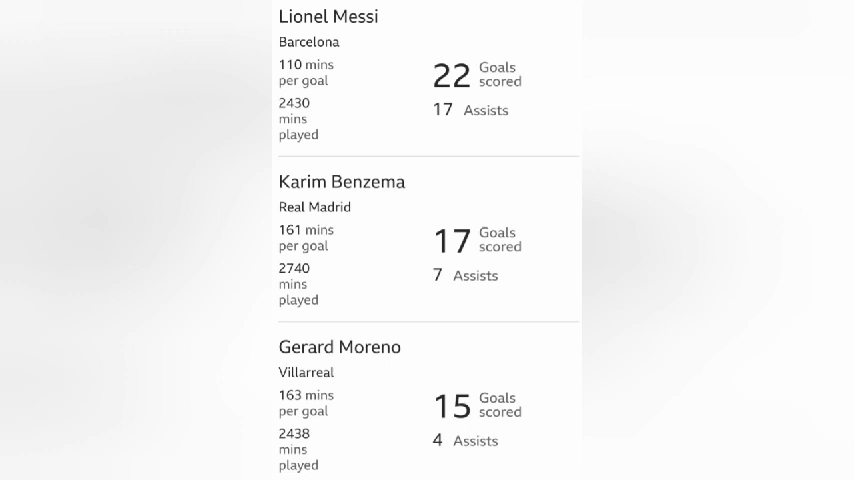 Lionel Messi
Barcelona
110 mins
per goal
22 Goals
scored
2430
mins
played
17 Assists
Karim Benzema
Real Madrid
161 mins
per goal
17 Goals
scored
2740
mins
played
7 Assists
Gerard Moreno
Villarreal
163 mins
per goal
15 Goals
scored
2438
mins
played
4 Assists